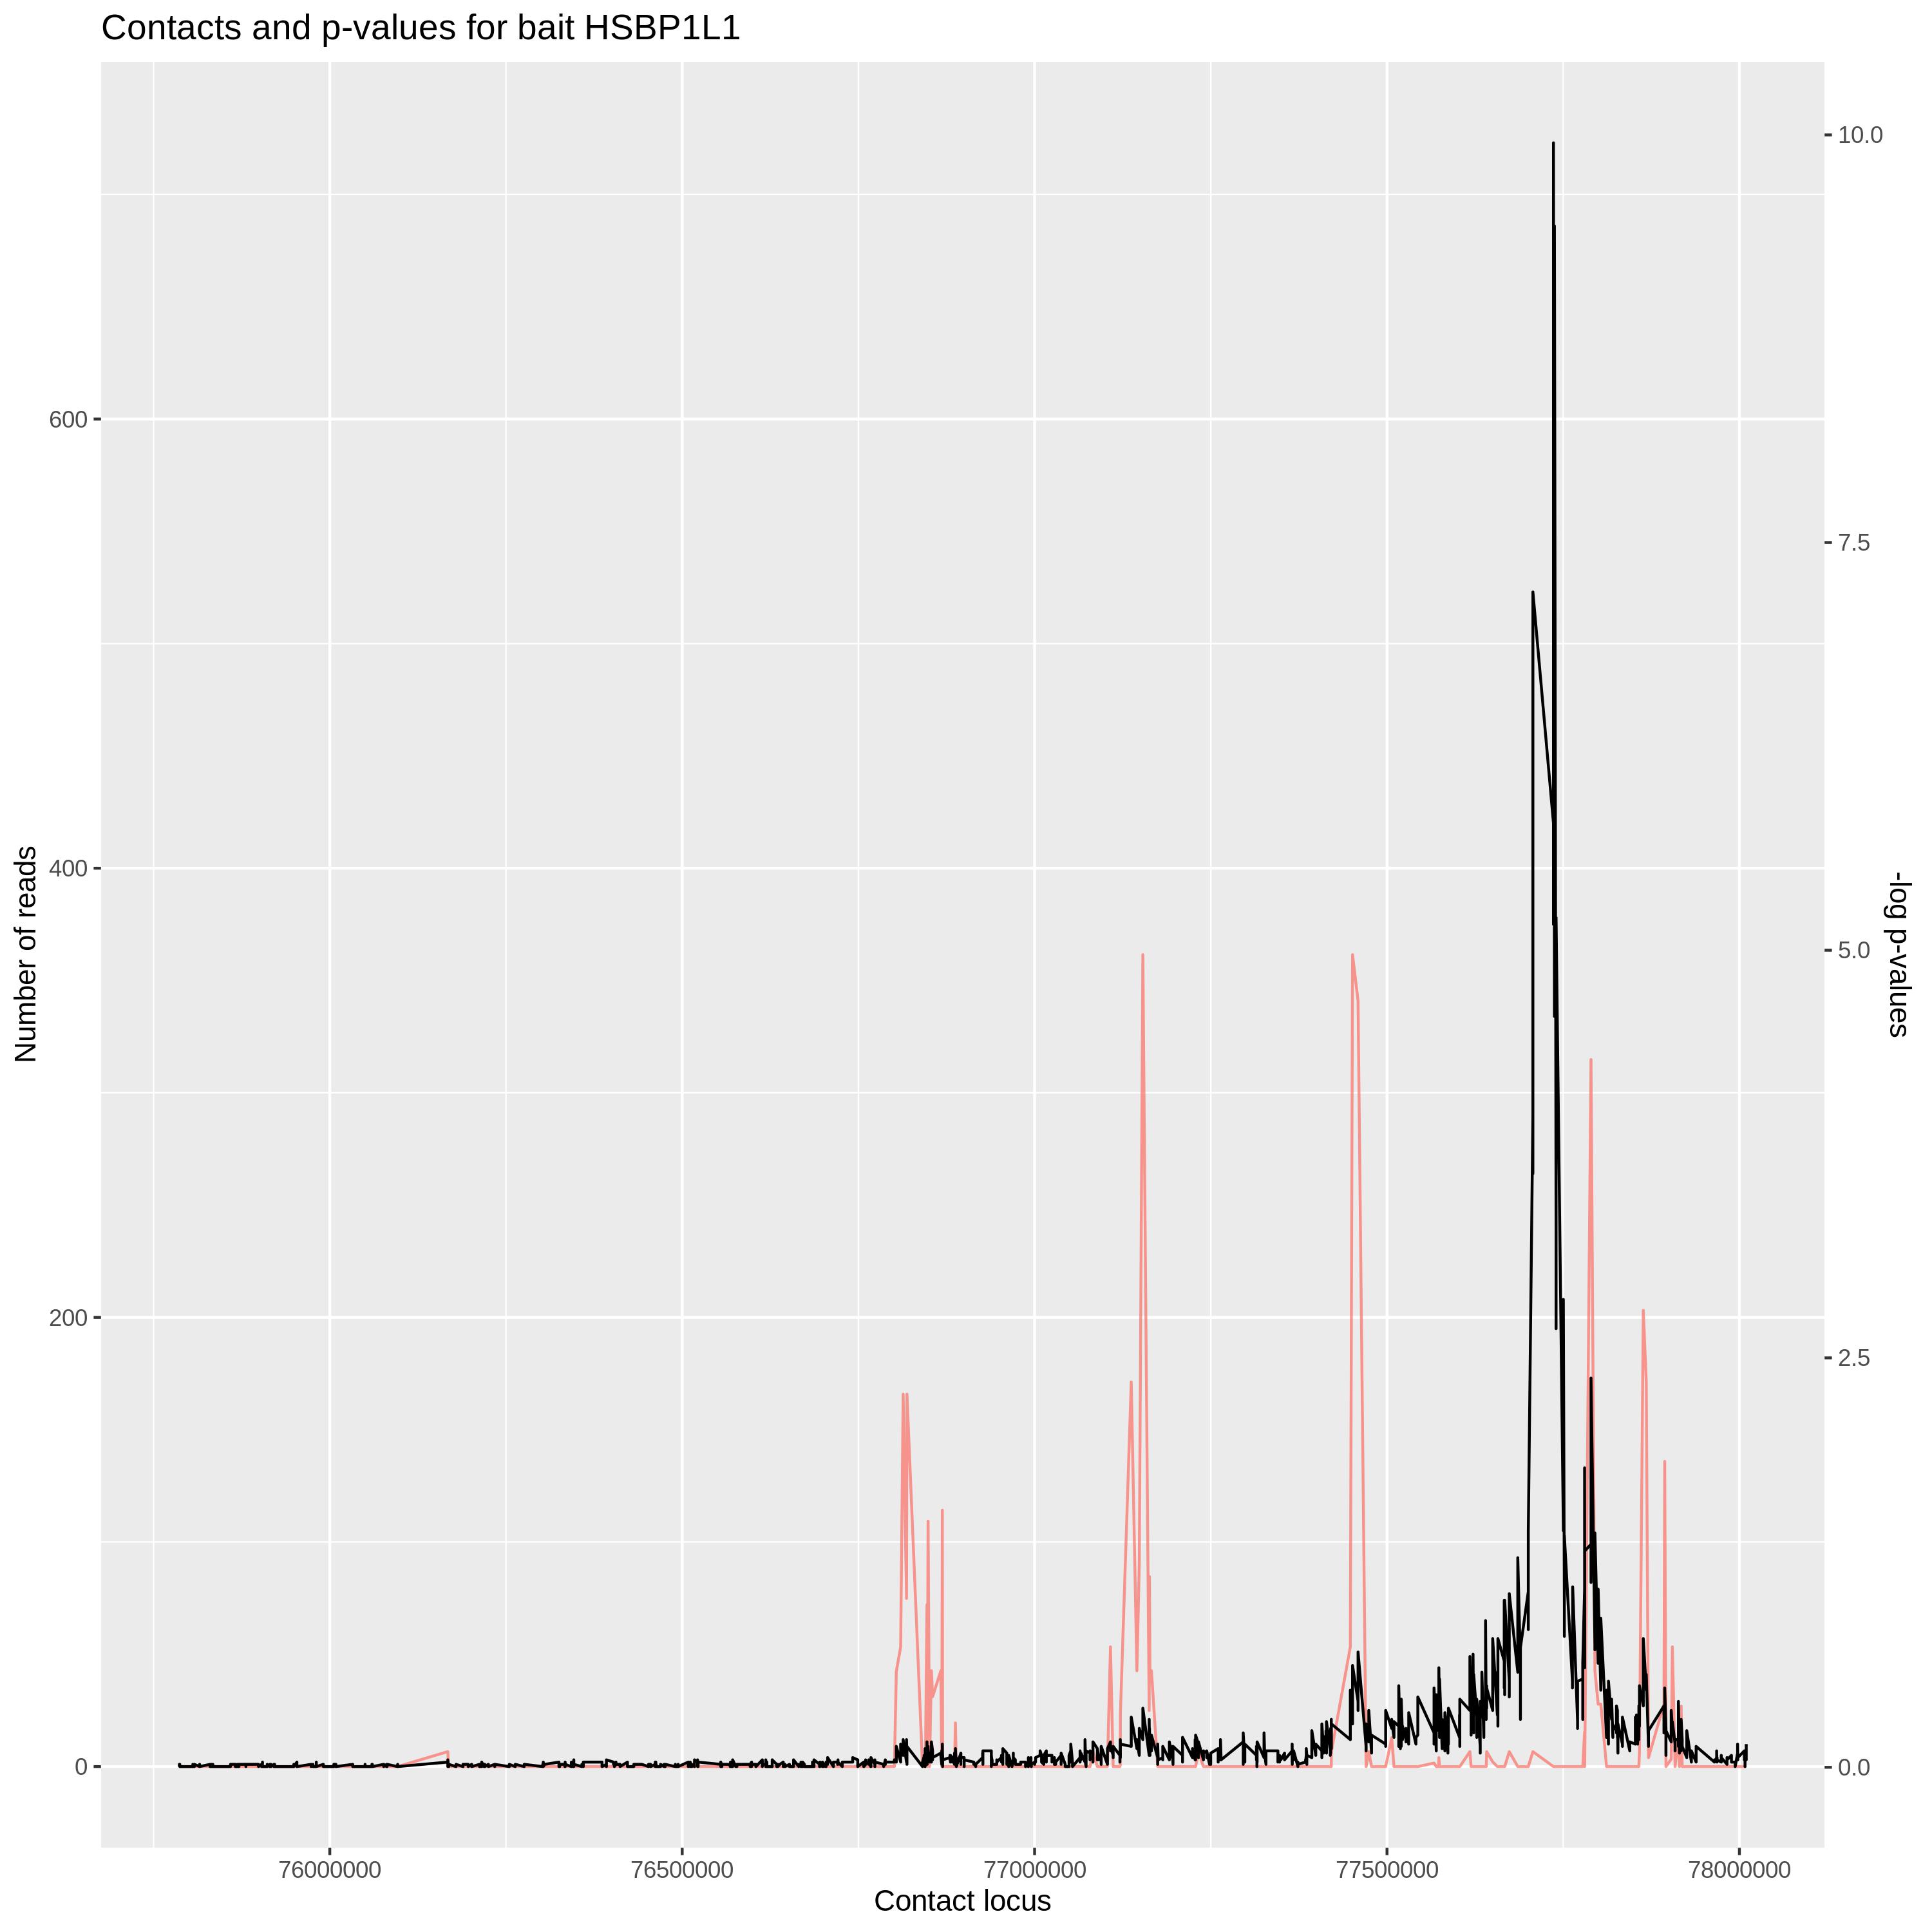 Contacts and p-values for bait HSBP1L1
Number of reads
600
400
200
0
10.0
7.5
5.0
2.5
0.0
-log p-values
76000000 76500000 77000000 77500000 78000000
Contact locus